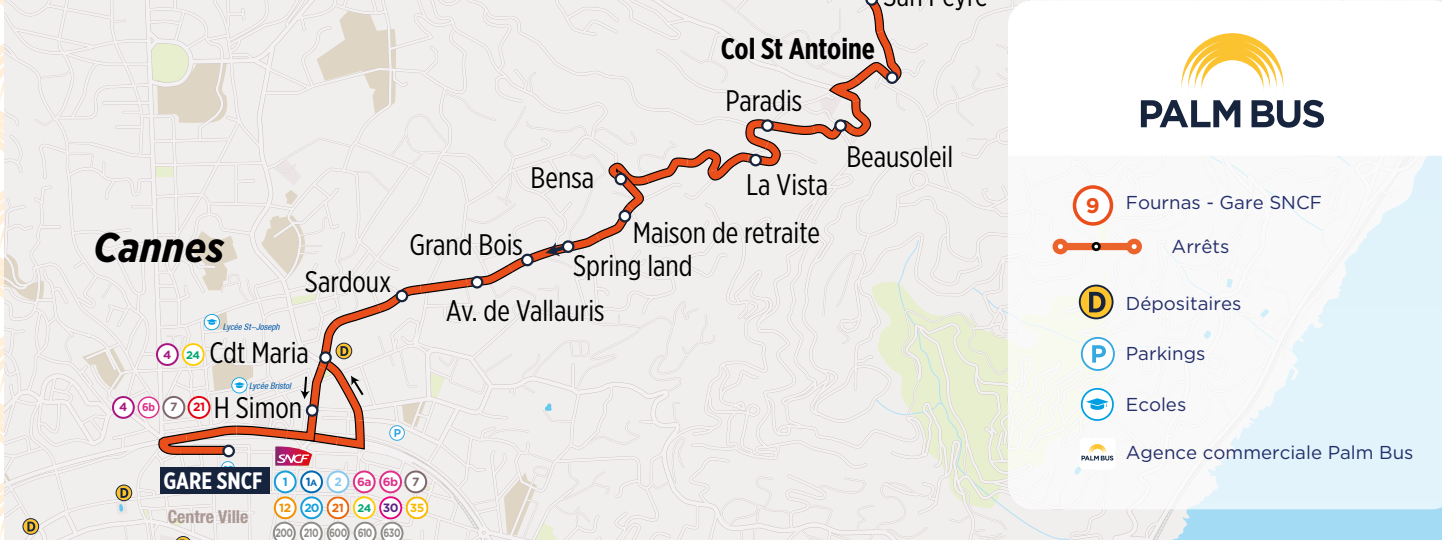 San Peyre
Col St Antoine
Paradis
Beausoleil
La Vista
Bensa
Maison de retraite
Cannes
Grand Bois
Spring land
Sardoux
Av. de Vallauris
Lycée St-Joseph
4 24 Cdt Maria D
Lycée Bristol
4 6b 7 21 H Simon
P
SNCF
GARE SNCF 1 1A 2 6a 6b 7
D
12 20 21 24 30 35
Centre Ville
D
200 210 600 610 630
PALM BUS
9 Fournas - Gare SNCF
Arrêts
D Dépositaires
P Parkings
Ecoles
PALM BUS Agence commerciale Palm Bus